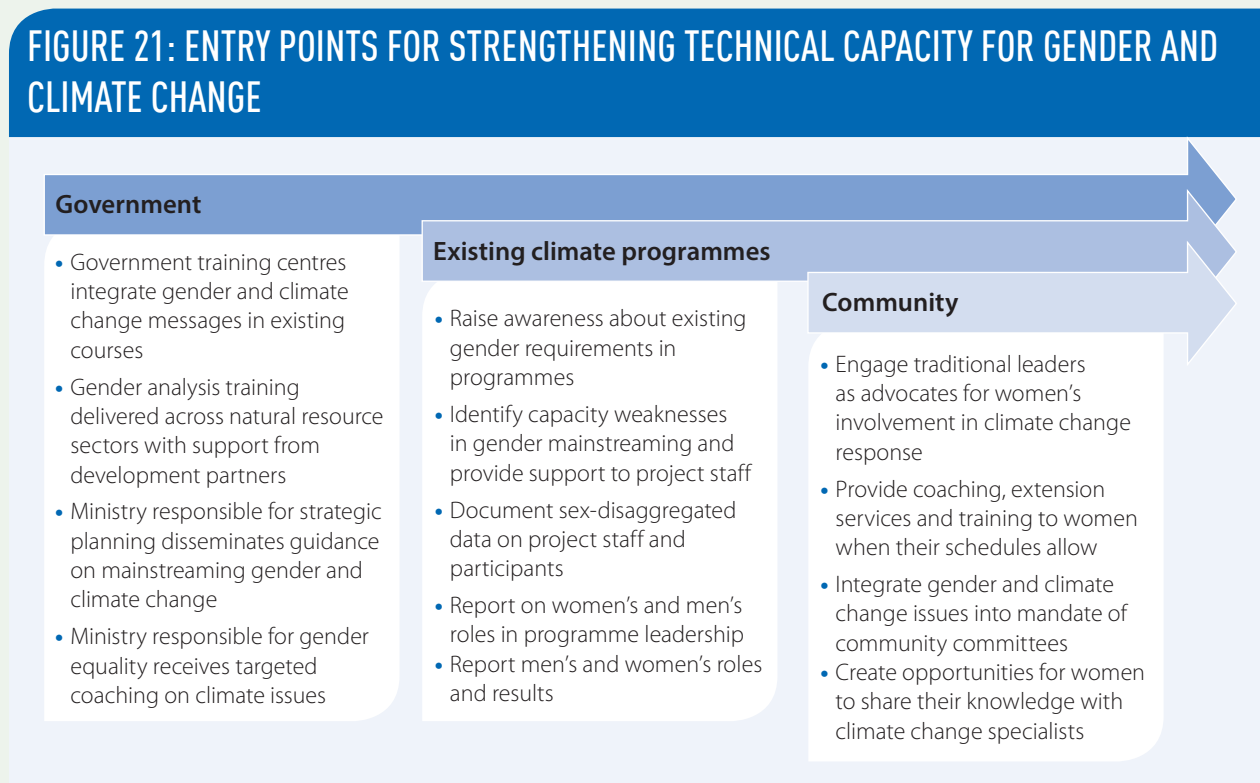 FIGURE 21: ENTRY POINTS FOR STRENGTHENING TECHNICAL CAPACITY FOR GENDER AND
CLIMATE CHANGE
Government
• Government training centres
integrate gender and climate
change messages in existing
courses
• Gender analysis training
delivered across natural resource
sectors with support from
development partners
• Ministry responsible for strategic
planning disseminates guidance
on mainstreaming gender and
climate change
• Ministry responsible for gender
equality receives targeted
coaching on climate issues
Existing climate programmes
• Raise awareness about existing
gender requirements in
programmes
• Identify capacity weaknesses
in gender mainstreaming and
provide support to project staff
• Document sex-disaggregated
data on project staff and
participants
• Report on women’s and men’s
roles in programme leadership
• Report men’s and women’s roles
and results
Community
• Engage traditional leaders
as advocates for women’s
involvement in climate change
response
• Provide coaching, extension
services and training to women
when their schedules allow
• Integrate gender and climate
change issues into mandate of
community committees
• Create opportunities for women
to share their knowledge with
climate change specialists